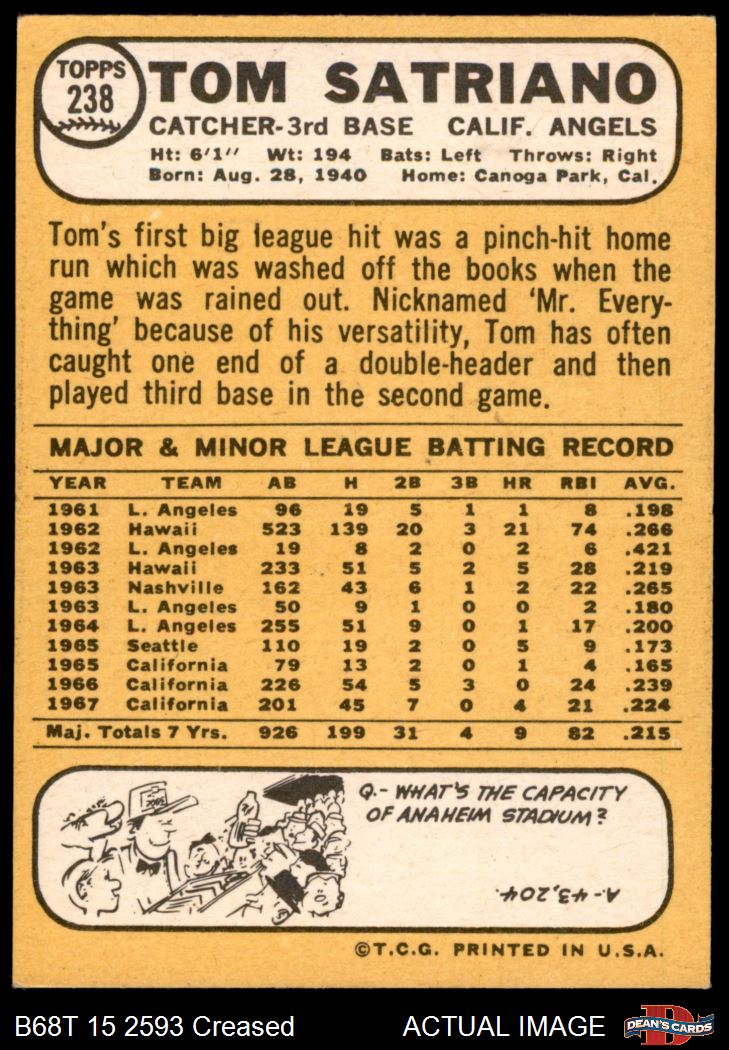 TOPPS
238
TOM SATRIANO
CATCHER-3rd BASE CALIF. ANGELS
Ht: 6'1" Wt: 194 Bats: Left Throws: Right
Born: Aug. 28, 1940 Home: Canoga Park, Cal.
Tom's first big league hit was a pinch-hit home
run which was washed off the books when the
game was rained out. Nicknamed 'Mr. Every-
thing' because of his versatility, Tom has often
caught one end of a double-header and then
played third base in the second game.
MAJOR & MINOR LEAGUE BATTING RECORD
YEAR TEAM AB H 2B 3B HR RBI AVG.
1961 L. Angeles 96 19 5 1 1 8 .198
1962 Hawaii 523 139 20 3 21 74 .266
1962 L. Angeles 19 8 2 0 2 6 .421
1963 Hawaii 233 51 5 2 5 28 .219
1963 Nashville 162 43 6 1 2 22 .265
1963 L. Angeles 50 9 1 0 0 2 .180
1964 L. Angeles 255 51 9 0 1 17 .200
1965 Seattle 110 19 2 0 5 9 .173
1965 California 79 13 2 0 1 4 .165
1966 California 226 54 5 3 0 24 .239
1967 California 201 45 7 0 4 21 .224
Maj. Totals 7 Yrs. 926 199 31 4 9 82 .215
Q.- WHAT'S THE CAPACITY
OF ANAHEIM STADIUM?
A-43,204.
©T.C.G. PRINTED IN U.S.A.
B68T 15 2593 Creased ACTUAL IMAGE
DEAN'S CARDS